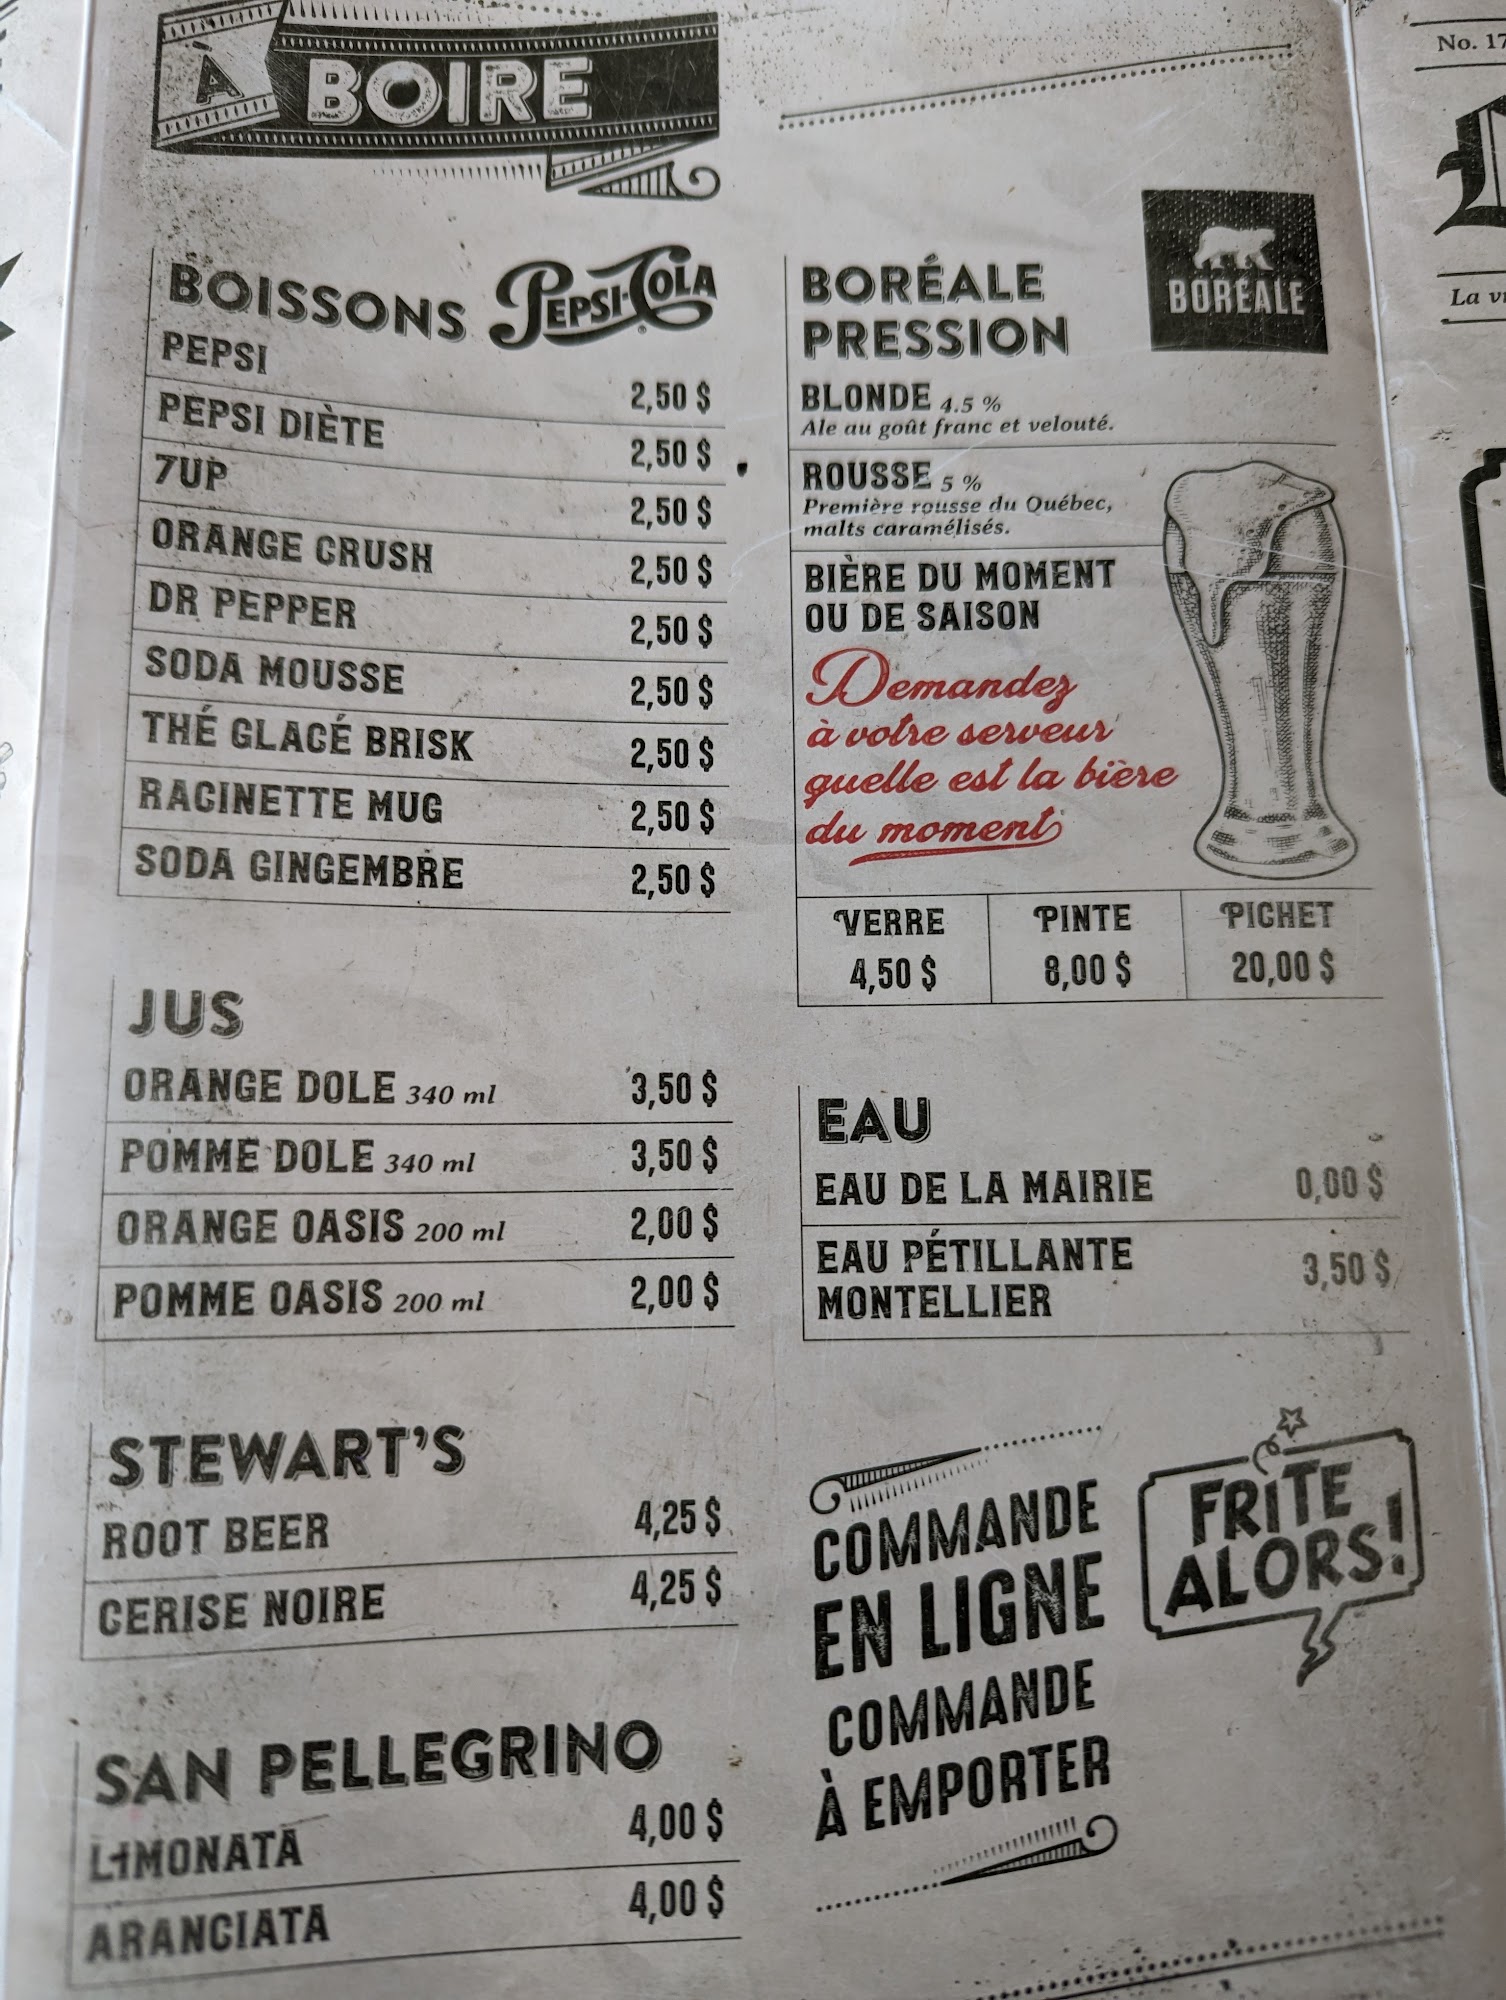 À BOIRE
BOISSONS PEPSI-COLA
PEPSI 2,50 $
PEPSI DIÈTE 2,50 $
7UP 2,50 $
ORANGE CRUSH 2,50 $
DR PEPPER 2,50 $
SODA MOUSSE 2,50 $
THÉ GLACÉ BRISK 2,50 $
RACINETTE MUG 2,50 $
SODA GINGEMBRE 2,50 $
JUS
ORANGE DOLE 340 ml 3,50 $
POMME DOLE 340 ml 3,50 $
ORANGE OASIS 200 ml 2,00 $
POMME OASIS 200 ml 2,00 $
STEWART'S
ROOT BEER 4,25 $
CERISE NOIRE 4,25 $
SAN PELLEGRINO
LIMONATA 4,00 $
ARANCIATA 4,00 $
BORÉALE
PRESSION
BORÉALE
BLONDE 4.5 %
Ale au goût franc et velouté.
ROUSSE 5 %
Première rousse du Québec,
malts caramélisés.
BIÈRE DU MOMENT
OU DE SAISON
Demandez
à votre serveur
quelle est la bière
du moment
VERRE PINTE PICHET
4,50 $ 8,00 $ 20,00 $
EAU
EAU DE LA MAIRIE 0,00 $
EAU PÉTILLANTE
MONTELLIER 3,50 $
COMMANDE
EN LIGNE
COMMANDE
À EMPORTER
FRITE
ALORS!
No. 17
La